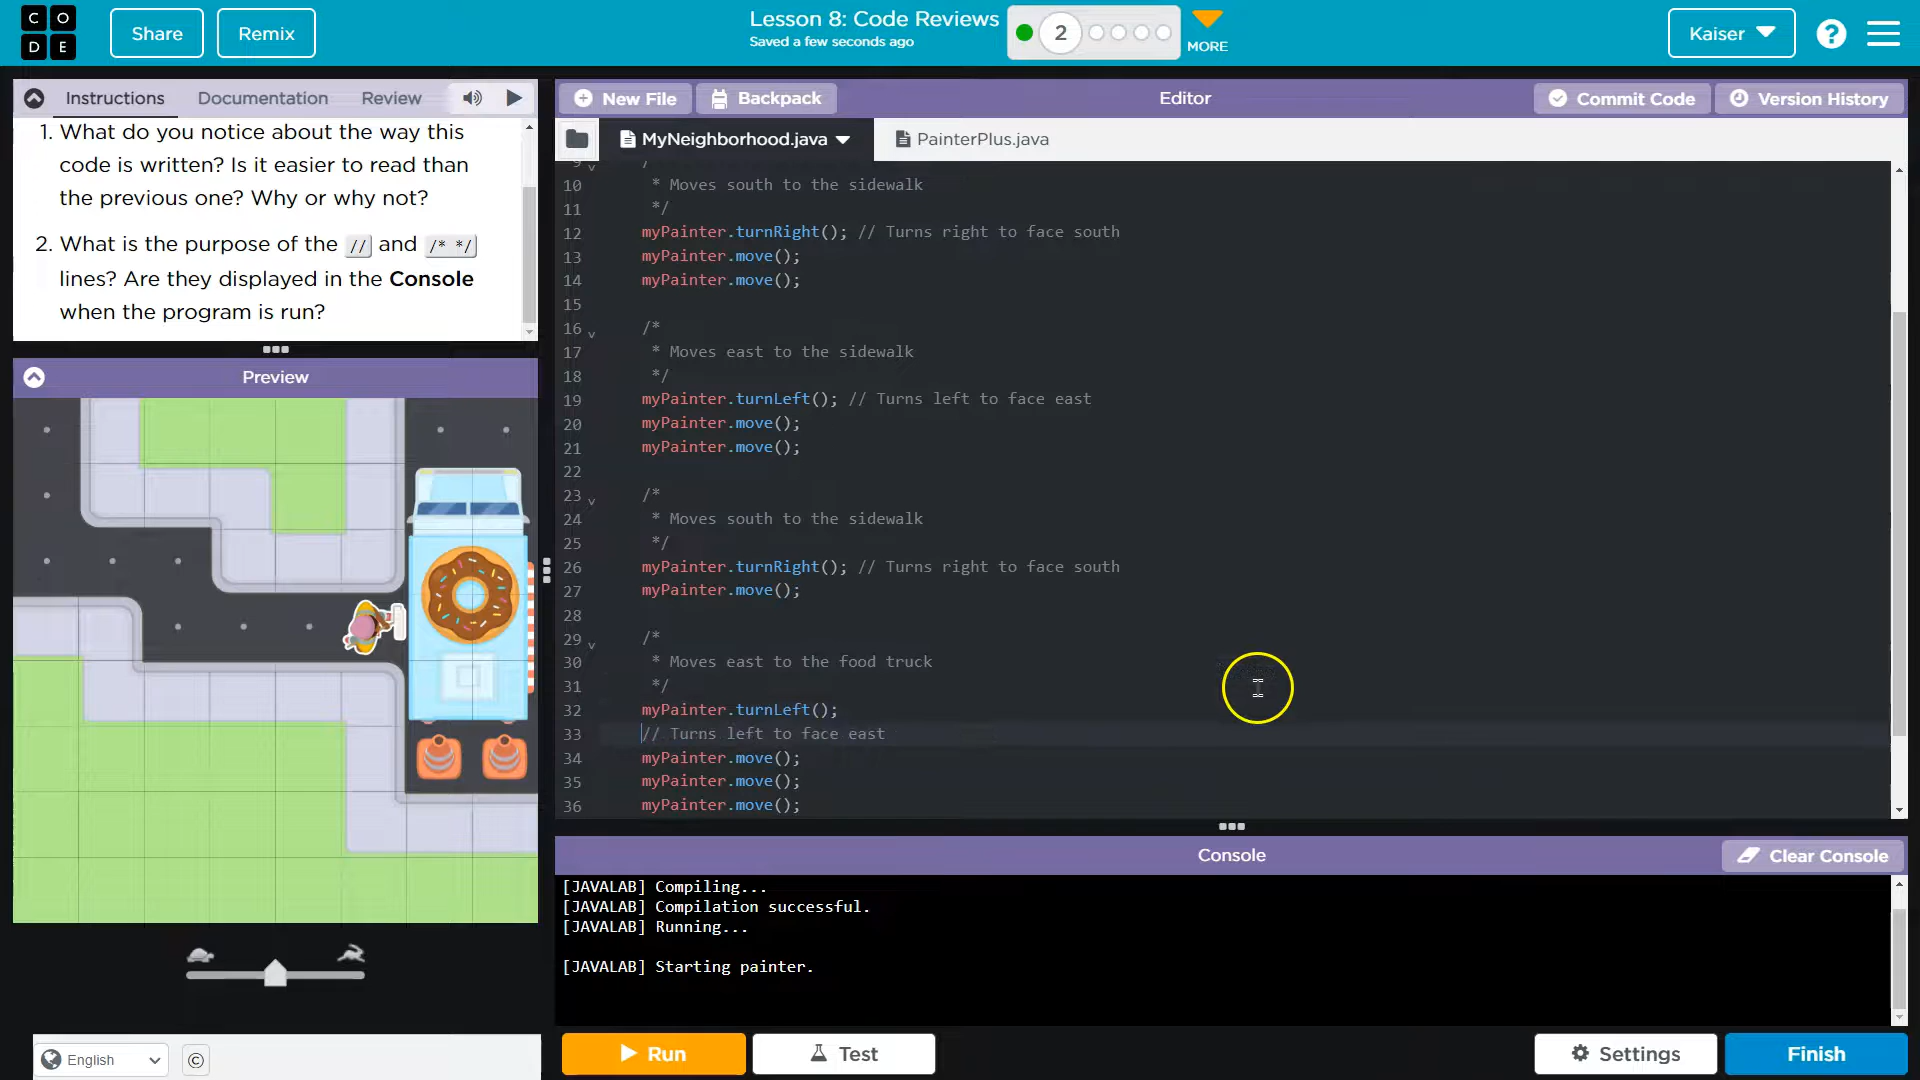 C O
D E
Share
Remix
Lesson 8: Code Reviews
Saved a few seconds ago
2
MORE
Kaiser
?
Instructions
Documentation
Review
1. What do you notice about the way this
code is written? Is it easier to read than
the previous one? Why or why not?
2. What is the purpose of the // and /* */
lines? Are they displayed in the Console
when the program is run?
Preview
English
©
New File
Backpack
Editor
Commit Code
Version History
MyNeighborhood.java
PainterPlus.java
9
10 * Moves south to the sidewalk
11 */
12 myPainter.turnRight(); // Turns right to face south
13 myPainter.move();
14 myPainter.move();
15
16 /*
17 * Moves east to the sidewalk
18 */
19 myPainter.turnLeft(); // Turns left to face east
20 myPainter.move();
21 myPainter.move();
22
23 /*
24 * Moves south to the sidewalk
25 */
26 myPainter.turnRight(); // Turns right to face south
27 myPainter.move();
28
29 /*
30 * Moves east to the food truck
31 */
32 myPainter.turnLeft();
33 // Turns left to face east
34 myPainter.move();
35 myPainter.move();
36 myPainter.move();
Console
Clear Console
[JAVALAB] Compiling...
[JAVALAB] Compilation successful.
[JAVALAB] Running...
[JAVALAB] Starting painter.
Run
Test
Settings
Finish